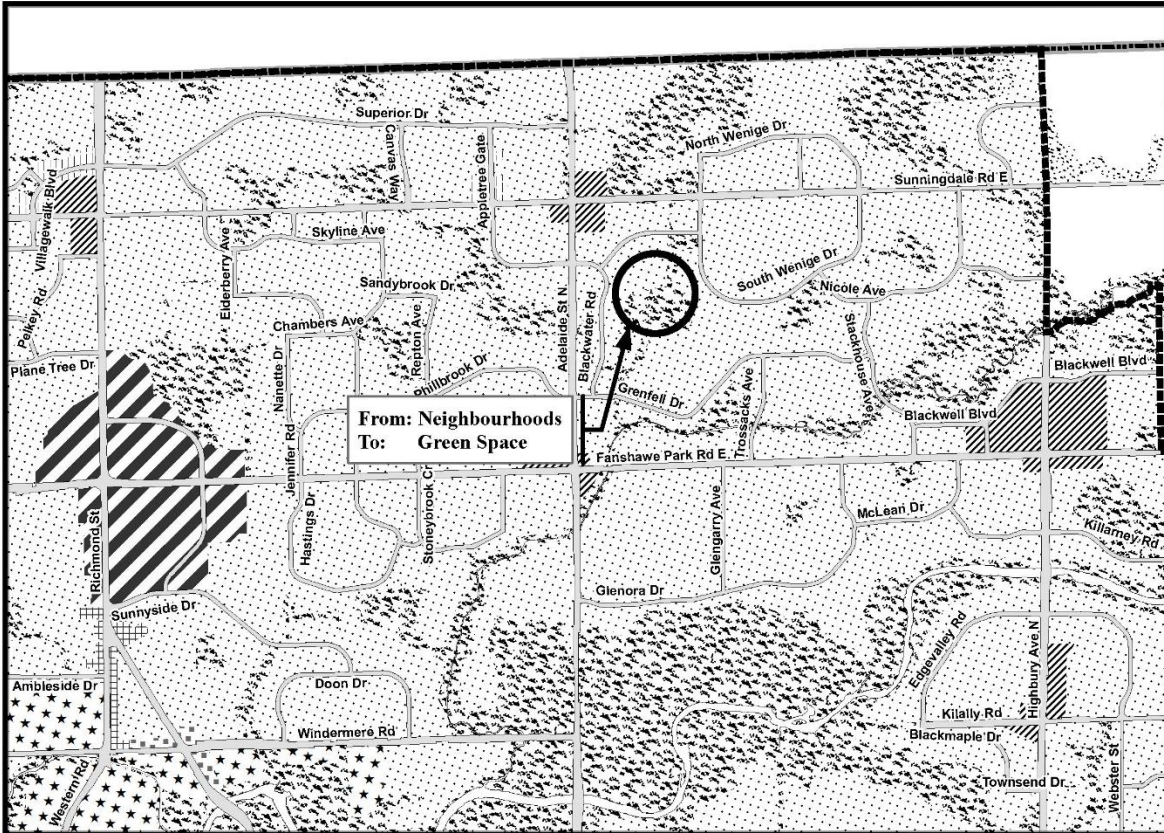 Superior Dr
Canvas Way
Appletree Gate
North Wenige Dr
Sunningdale Rd E
Villagewalk Blvd
Skyline Ave
Elderberry Ave
Pelkey Rd
Sandybrook Dr
Adelaide St N
Blackwater Rd
South Wenige Dr
Nicole Ave
Chambers Ave
Repton Ave
Stackhouse Ave
Plane Tree Dr
Nanette Dr
Phillbrook Dr
Blackwell Blvd
Grenfell Dr
Trossacks Ave
Blackwell Blvd
From: Neighbourhoods
To: Green Space
Jennifer Rd
Fanshawe Park Rd E
Richmond St
Hastings Dr
Stoneybrook Cr
Glengarry Ave
McLean Dr
Killarney Rd
Sunnyside Dr
Glenora Dr
Edgevalley Rd
Highbury Ave N
Ambleside Dr
Doon Dr
Kilally Rd
Windermere Rd
Blackmaple Dr
Western Rd
Townsend Dr
Webster St